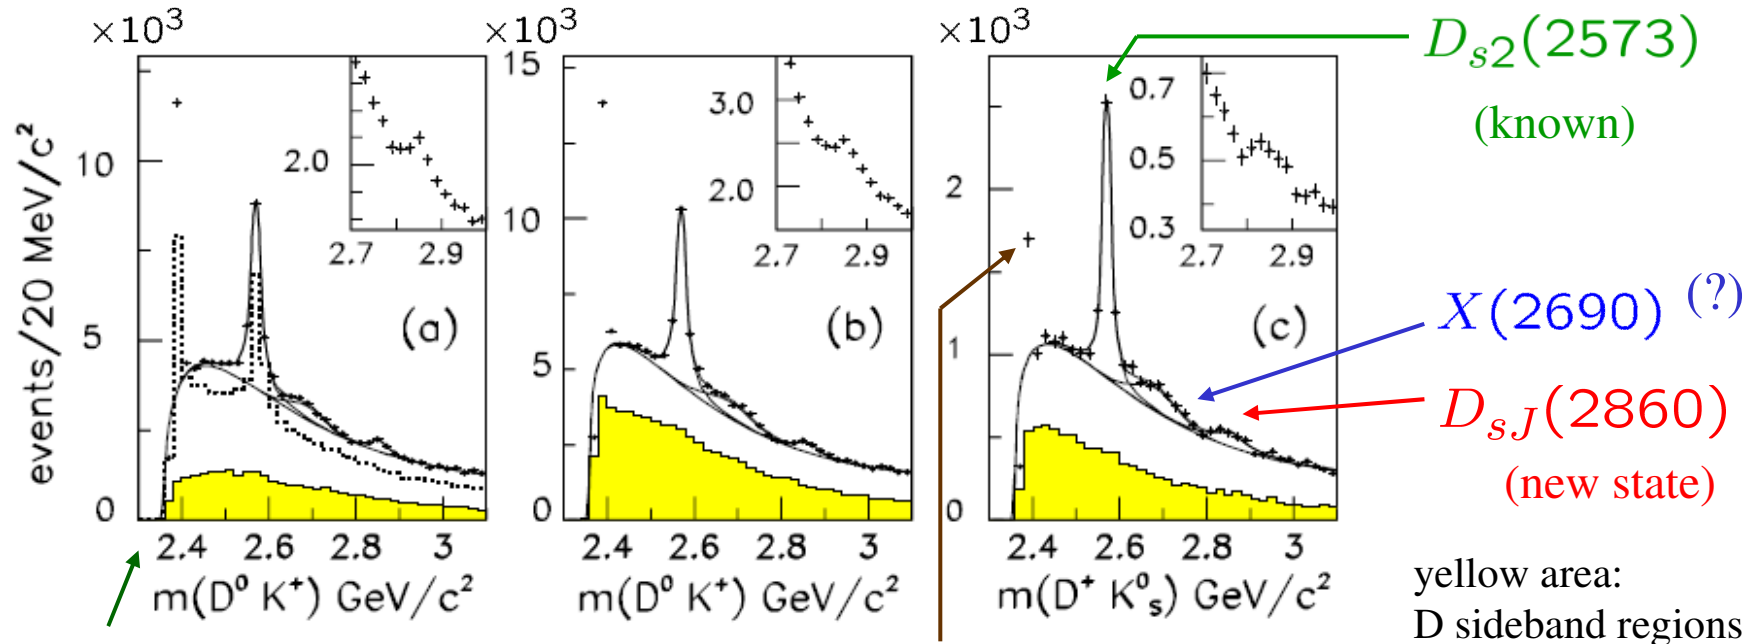 ×10³
×10³
×10³
events/20 MeV/c²
10
5
0
2.4
2.6
2.8
3
m(D⁰ K⁺) GeV/c²
(a)
2.0
2.7
2.9
15
10
5
0
2.4
2.6
2.8
3
m(D⁰ K⁺) GeV/c²
(b)
3.0
2.0
2.7
2.9
2
1
0
2.4
2.6
2.8
3
m(D⁺ K⁰ₛ) GeV/c²
(c)
0.7
0.5
0.3
2.7
2.9
Dₛ₂(2573)
(known)
X(2690) (?)
DₛJ(2860)
(new state)
yellow area:
D sideband regions